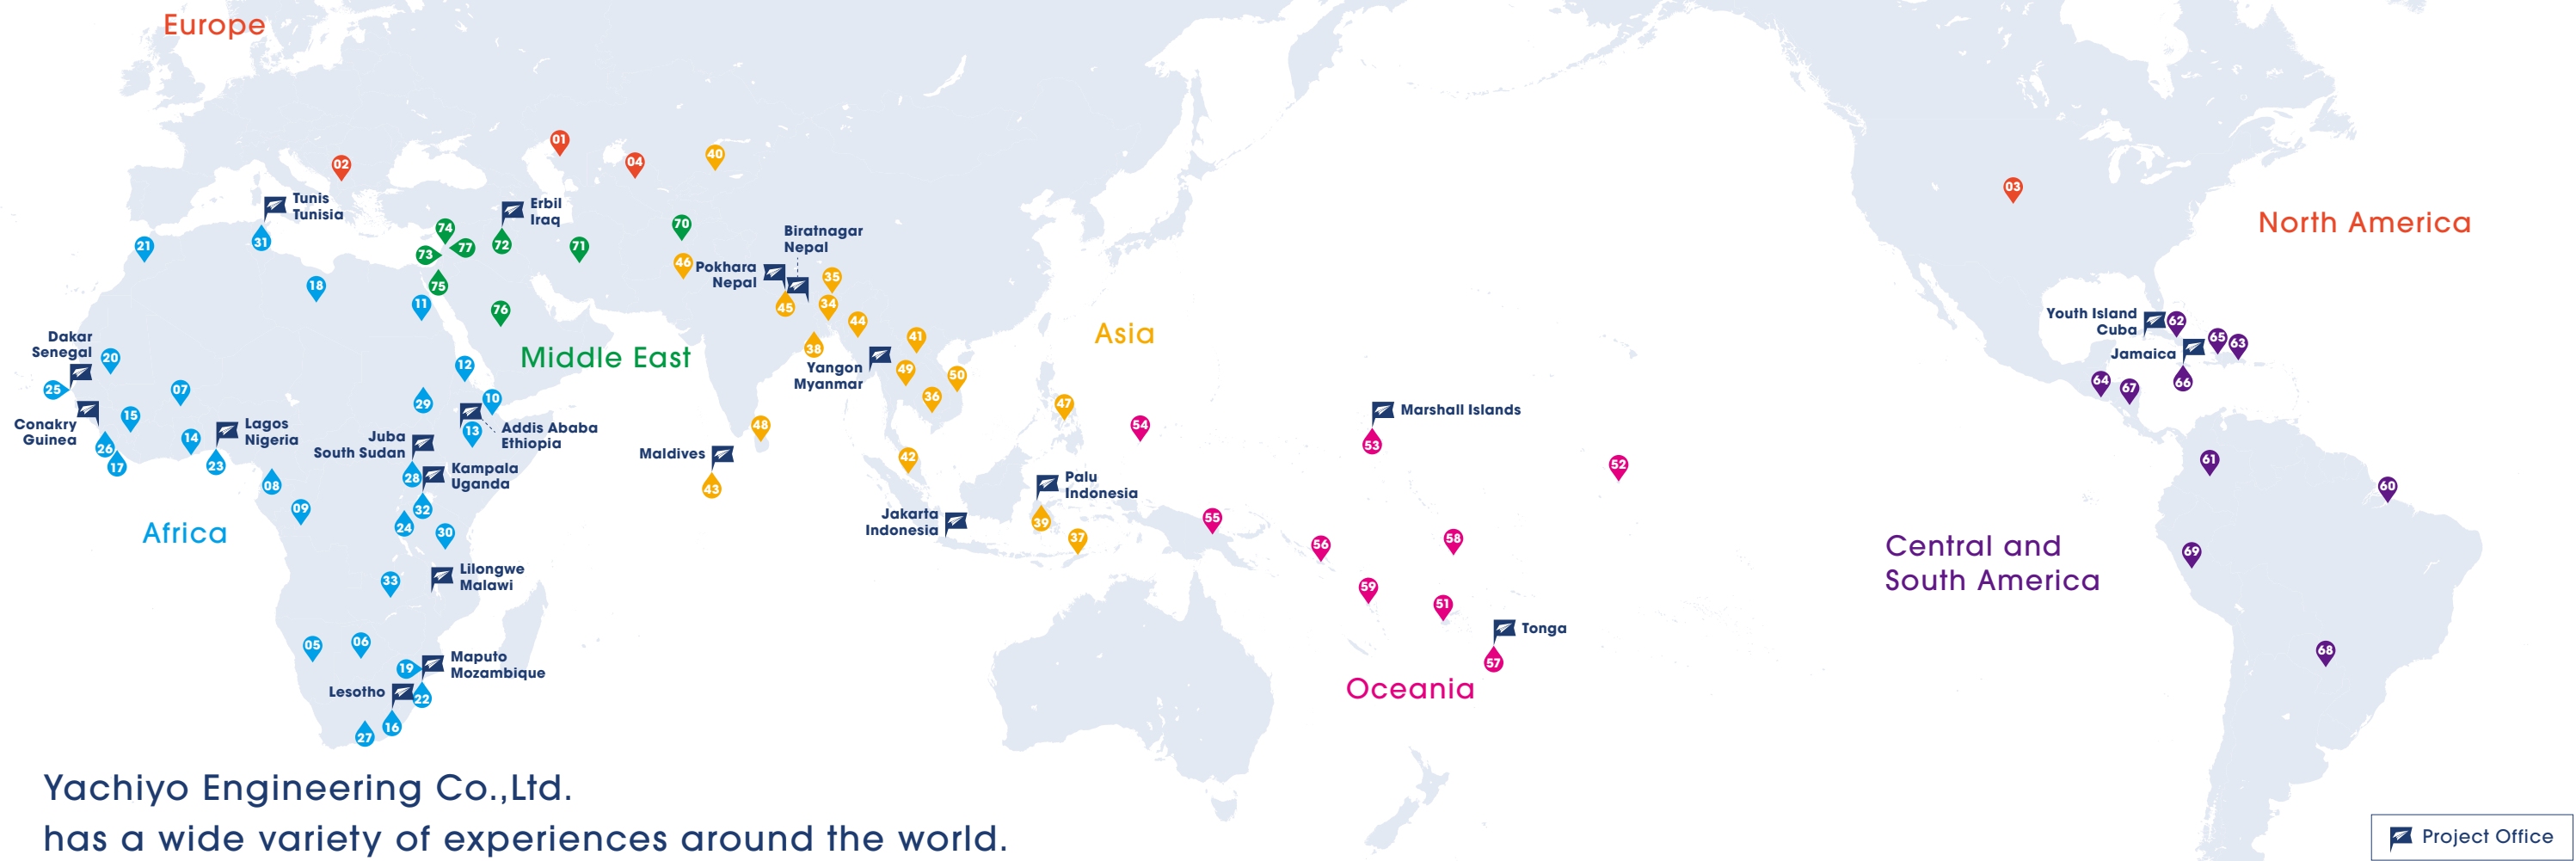 Europe
01
04
40
02
03
Tunis
Tunisia
Erbil
Iraq
North America
21
31
74
77
73
72
71
70
Biratnagar
Nepal
46
Pokhara
Nepal
35
45
34
18
75
11
76
44
41
38
Asia
Youth Island
Cuba
62
65
63
Jamaica
Dakar
Senegal
20
Middle East
12
Yangon
Myanmar
49
50
64
67
66
25
07
29
10
36
47
Marshall Islands
Conakry
Guinea
15
26
17
14
Lagos
Nigeria
23
Juba
South Sudan
13
Addis Ababa
Ethiopia
48
54
53
Maldives
43
42
52
61
08
28
Kampala
Uganda
Palu
Indonesia
60
09
32
24
30
Jakarta
Indonesia
39
37
55
Africa
56
58
Central and
South America
69
33
Lilongwe
Malawi
59
51
05
06
Tonga
57
68
19
Maputo
Mozambique
Lesotho
22
16
27
Oceania
Yachiyo Engineering Co.,Ltd.
has a wide variety of experiences around the world.
Project Office